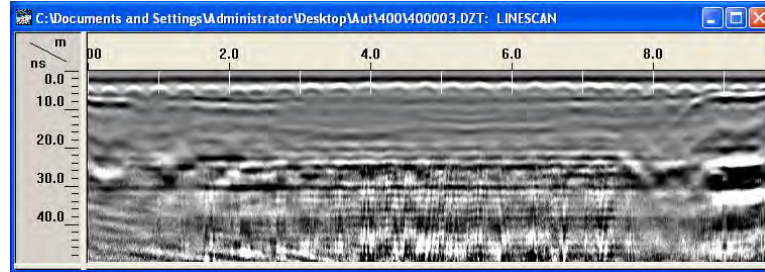 C:\Documents and Settings\Administrator\Desktop\Aut\400\400003.DZT: LINESCAN
m
ns
00 2.0 4.0 6.0 8.0
0.0
10.0
20.0
30.0
40.0